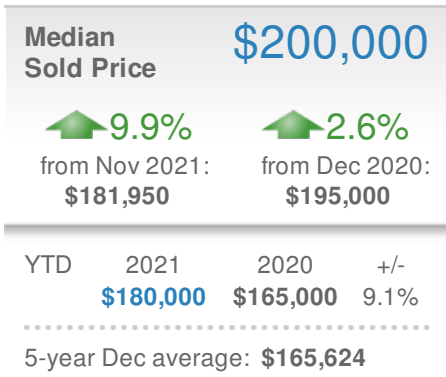 Median $200,000
Sold Price
9.9% 2.6%
from Nov 2021: from Dec 2020:
$181,950 $195,000
YTD 2021 2020 +/-
$180,000 $165,000 9.1%
5-year Dec average: $165,624